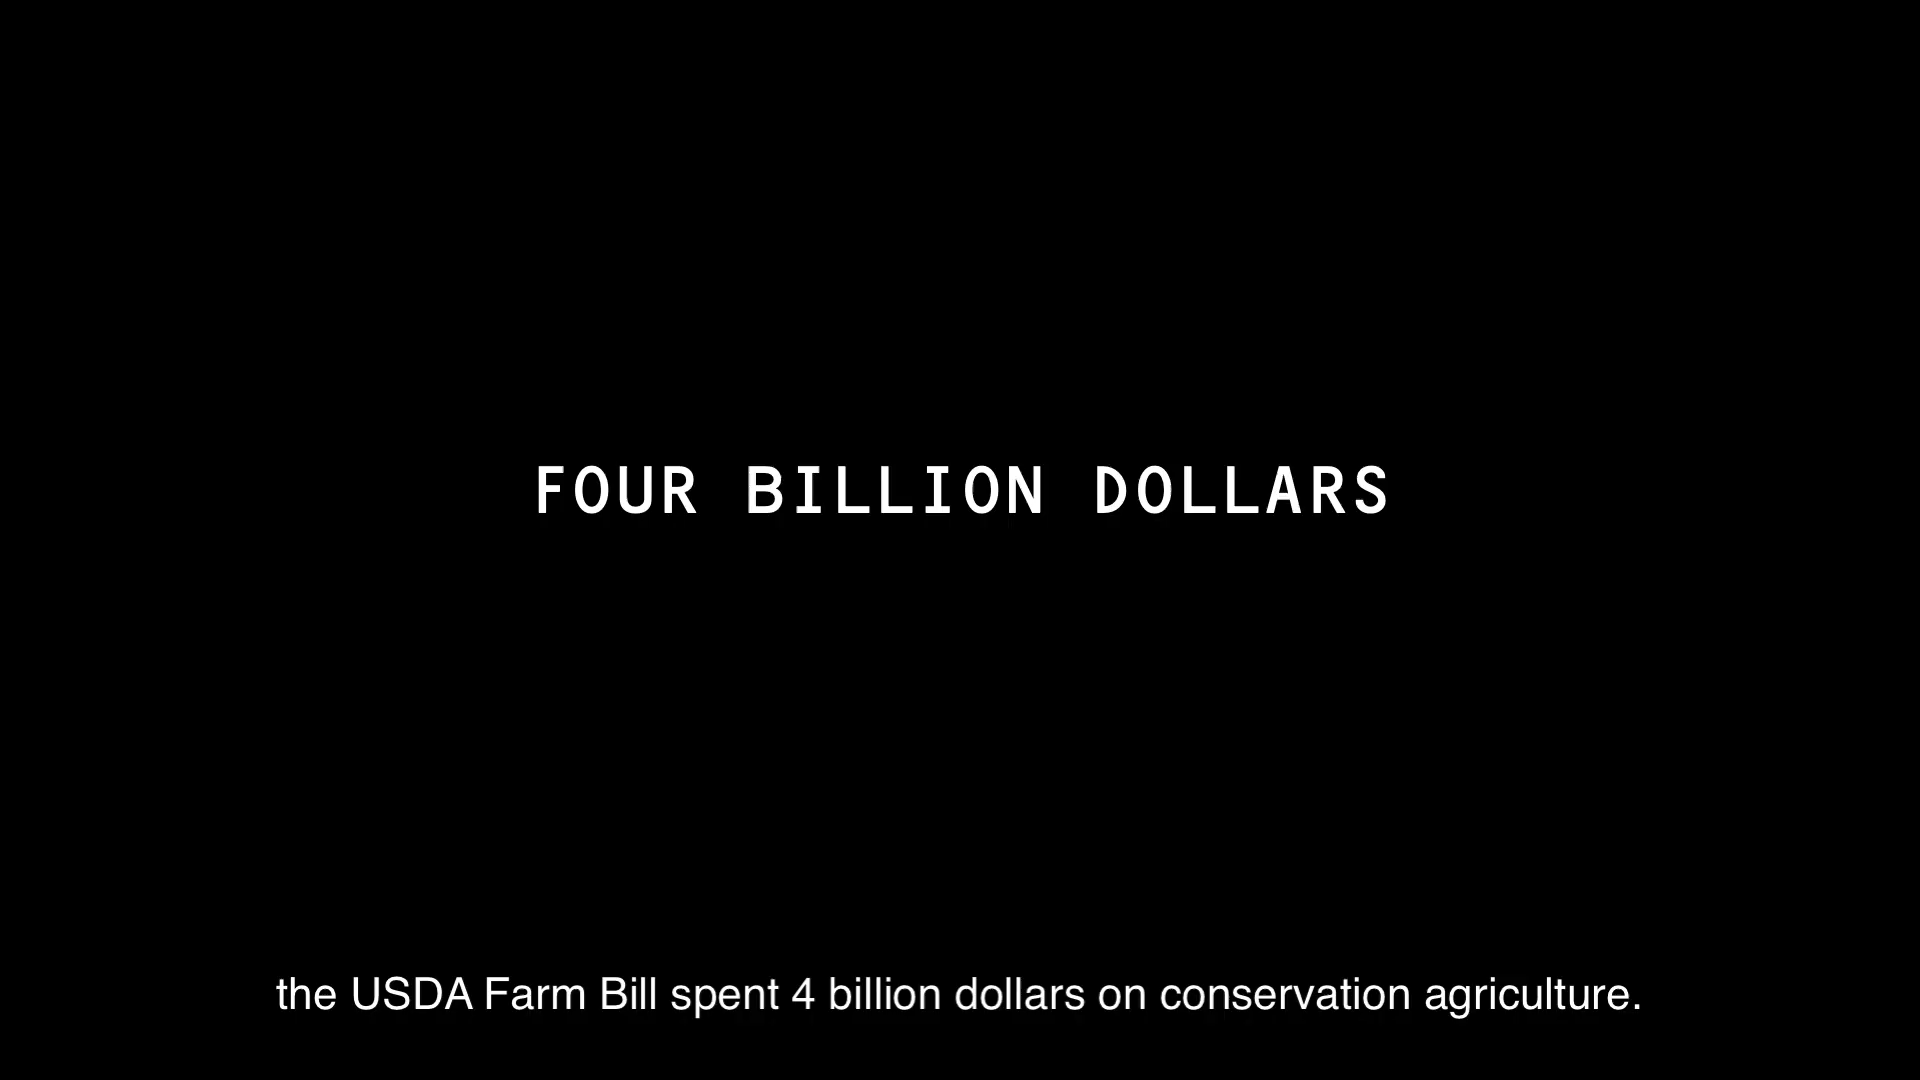 FOUR BILLION DOLLARS
the USDA Farm Bill spent 4 billion dollars on conservation agriculture.